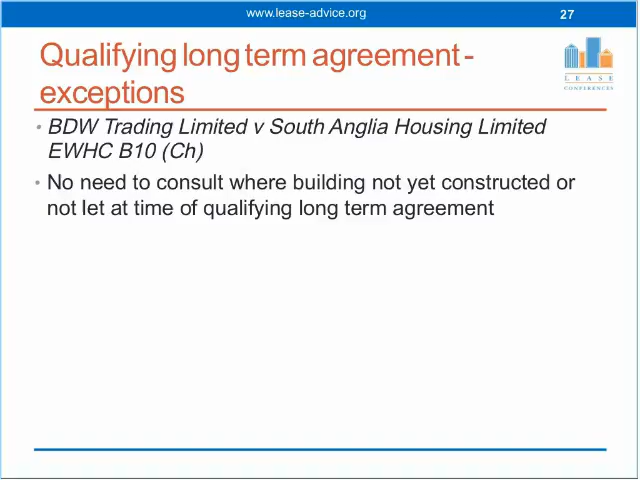 www.lease-advice.org
27
Qualifying long term agreement -
exceptions
LEASE
CONFERENCES
• BDW Trading Limited v South Anglia Housing Limited
EWHC B10 (Ch)
• No need to consult where building not yet constructed or
not let at time of qualifying long term agreement